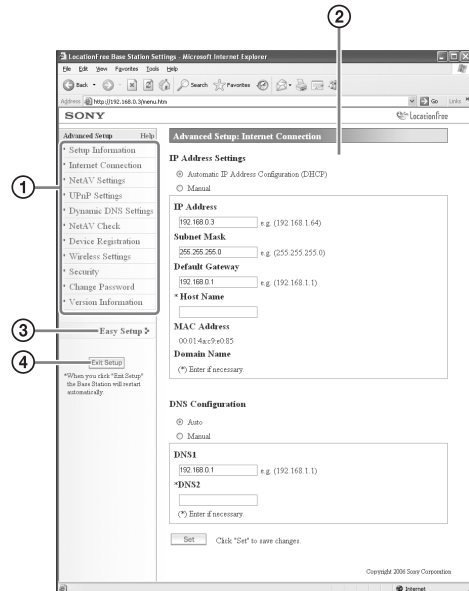 2
LocationFree Base Station Settings - Microsoft Internet Explorer
File Edit View Favorites Tools Help
Back Search Favorites
Address http://192.168.0.3/menu.htm Go Links »
SONY LocationFree
Advanced Setup Help
Setup Information
Internet Connection
NetAV Settings
UPnP Settings
Dynamic DNS Settings
NetAV Check
Device Registration
Wireless Settings
Security
Change Password
Version Information
1
3
Easy Setup
4
Exit Setup
*When you click "Exit Setup"
the Base Station will restart
automatically.
Advanced Setup: Internet Connection
IP Address Settings
Automatic IP Address Configuration (DHCP)
Manual
IP Address
192.168.0.3 e.g. (192.168.1.64)
Subnet Mask
255.255.255.0 e.g. (255.255.255.0)
Default Gateway
192.168.0.1 e.g. (192.168.1.1)
* Host Name
MAC Address
00:01:4a:c9:e0:85
Domain Name
(*) Enter if necessary.
DNS Configuration
Auto
Manual
DNS1
192.168.0.1 e.g. (192.168.1.1)
*DNS2
(*) Enter if necessary.
Set Click "Set" to save changes.
Copyright 2006 Sony Corporation
Internet